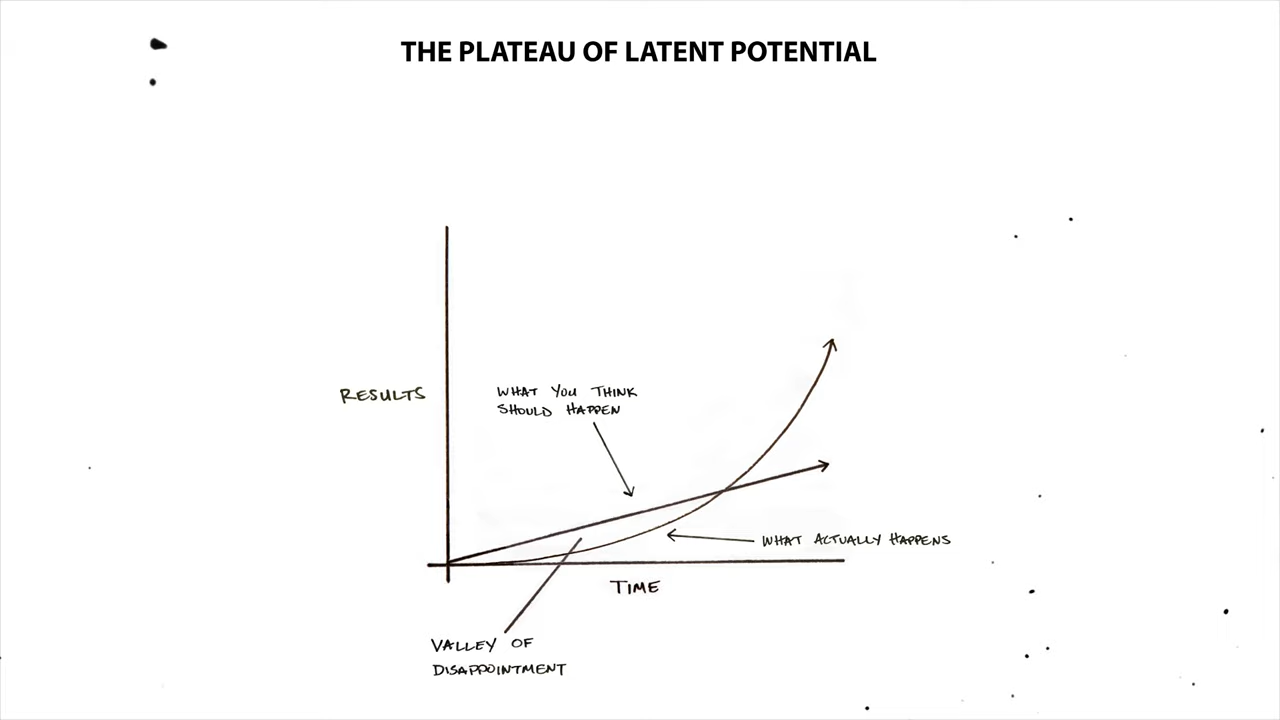 THE PLATEAU OF LATENT POTENTIAL
RESULTS
WHAT YOU THINK
SHOULD HAPPEN
WHAT ACTUALLY HAPPENS
TIME
VALLEY OF
DISAPPOINTMENT